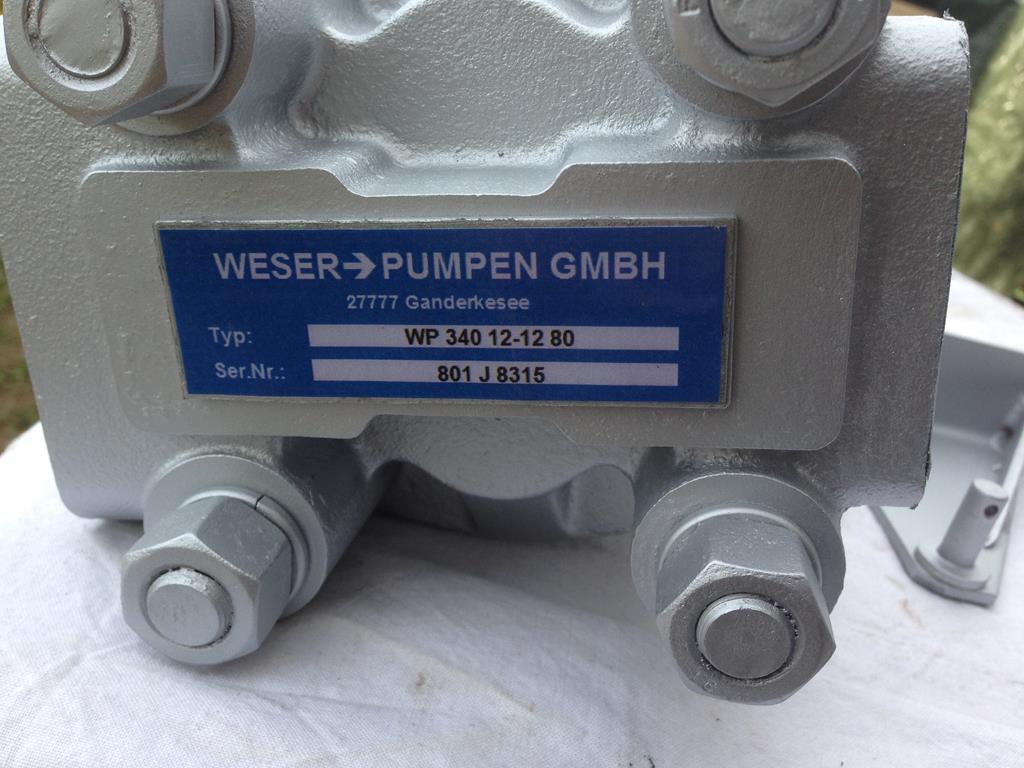 WESER→PUMPEN GMBH
27777 Ganderkesee
Typ: WP 340 12-12 80
Ser.Nr.: 801 J 8315